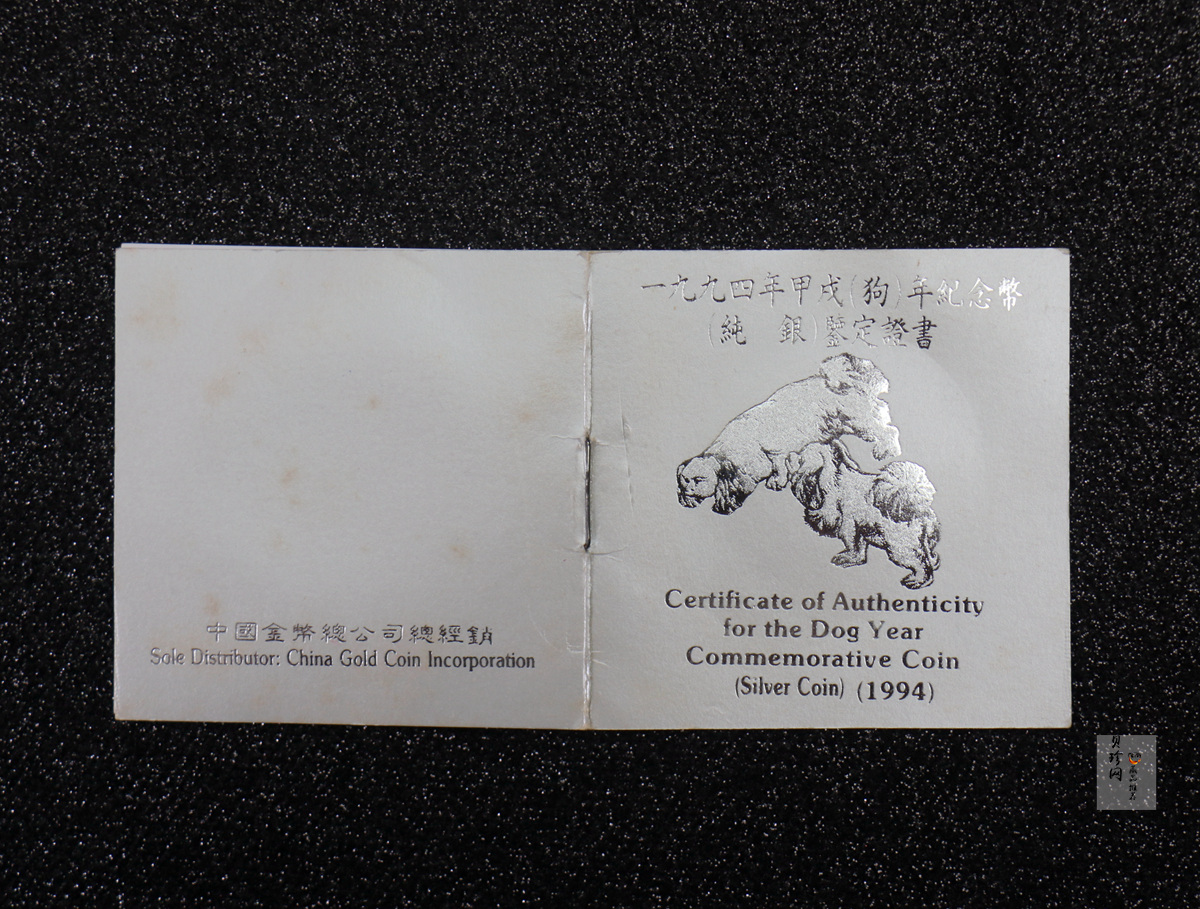 中國金幣總公司總經銷
Sole Distributor: China Gold Coin Incorporation
一九九四年甲戌(狗)年紀念幣
(純 銀)鑒定證書
Certificate of Authenticity
for the Dog Year
Commemorative Coin
(Silver Coin) (1994)